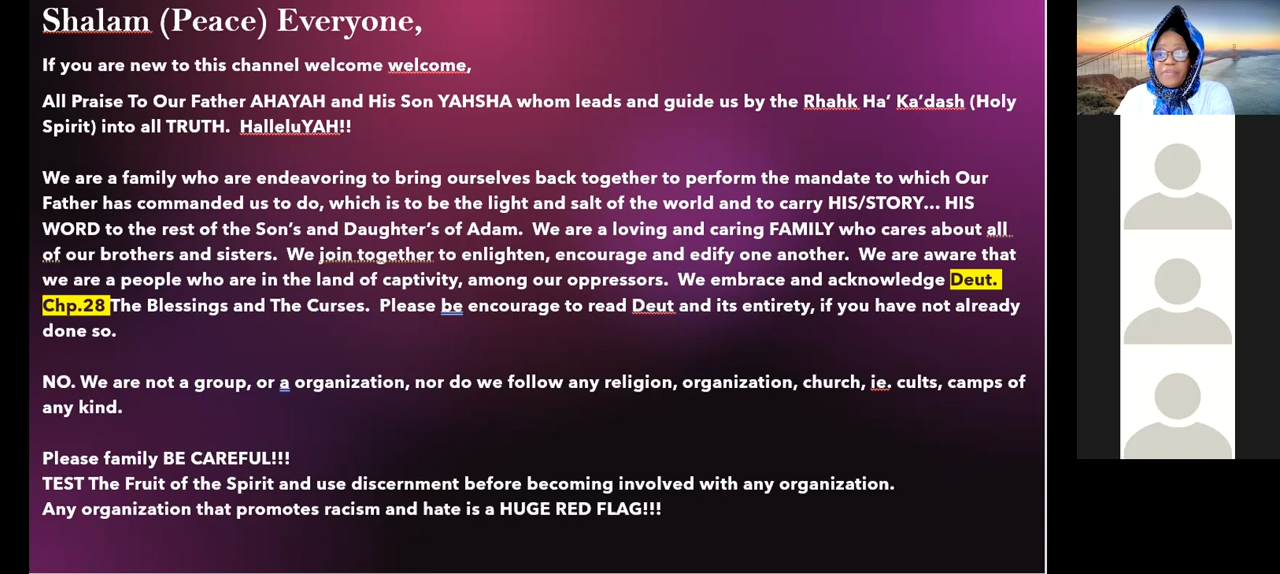 Shalam (Peace) Everyone,
If you are new to this channel welcome welcome,
All Praise To Our Father AHAYAH and His Son YAHSHA whom leads and guide us by the Rhahk Ha’ Ka’dash (Holy
Spirit) into all TRUTH.  HalleluYAH!!
We are a family who are endeavoring to bring ourselves back together to perform the mandate to which Our
Father has commanded us to do, which is to be the light and salt of the world and to carry HIS/STORY… HIS
WORD to the rest of the Son’s and Daughter’s of Adam.  We are a loving and caring FAMILY who cares about all
of our brothers and sisters.  We join together to enlighten, encourage and edify one another.  We are aware that
we are a people who are in the land of captivity, among our oppressors.  We embrace and acknowledge Deut.
Chp.28 The Blessings and The Curses.  Please be encourage to read Deut and its entirety, if you have not already
done so.
NO. We are not a group, or a organization, nor do we follow any religion, organization, church, ie. cults, camps of
any kind.
Please family BE CAREFUL!!!
TEST The Fruit of the Spirit and use discernment before becoming involved with any organization.
Any organization that promotes racism and hate is a HUGE RED FLAG!!!